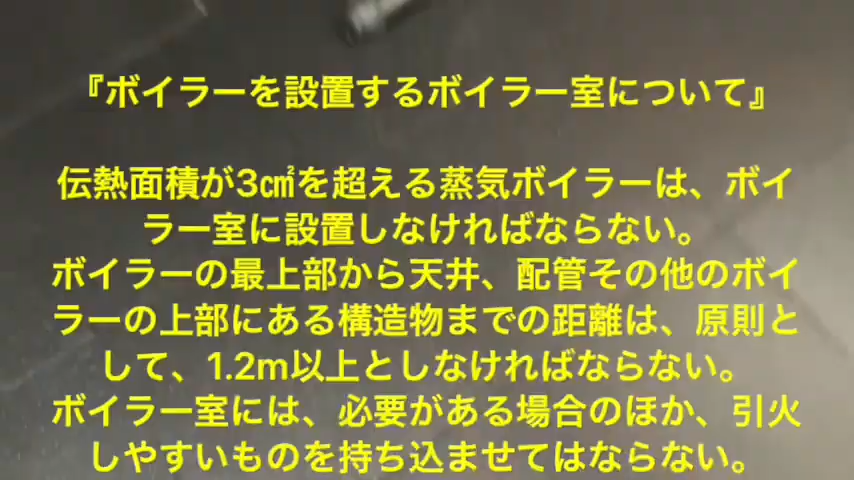 『ボイラーを設置するボイラー室について』
伝熱面積が3㎠を超える蒸気ボイラーは、ボイ
ラー室に設置しなければならない。
ボイラーの最上部から天井、配管その他のボイ
ラーの上部にある構造物までの距離は、原則と
して、1.2m以上としなければならない。
ボイラー室には、必要がある場合のほか、引火
しやすいものを持ち込ませてはならない。